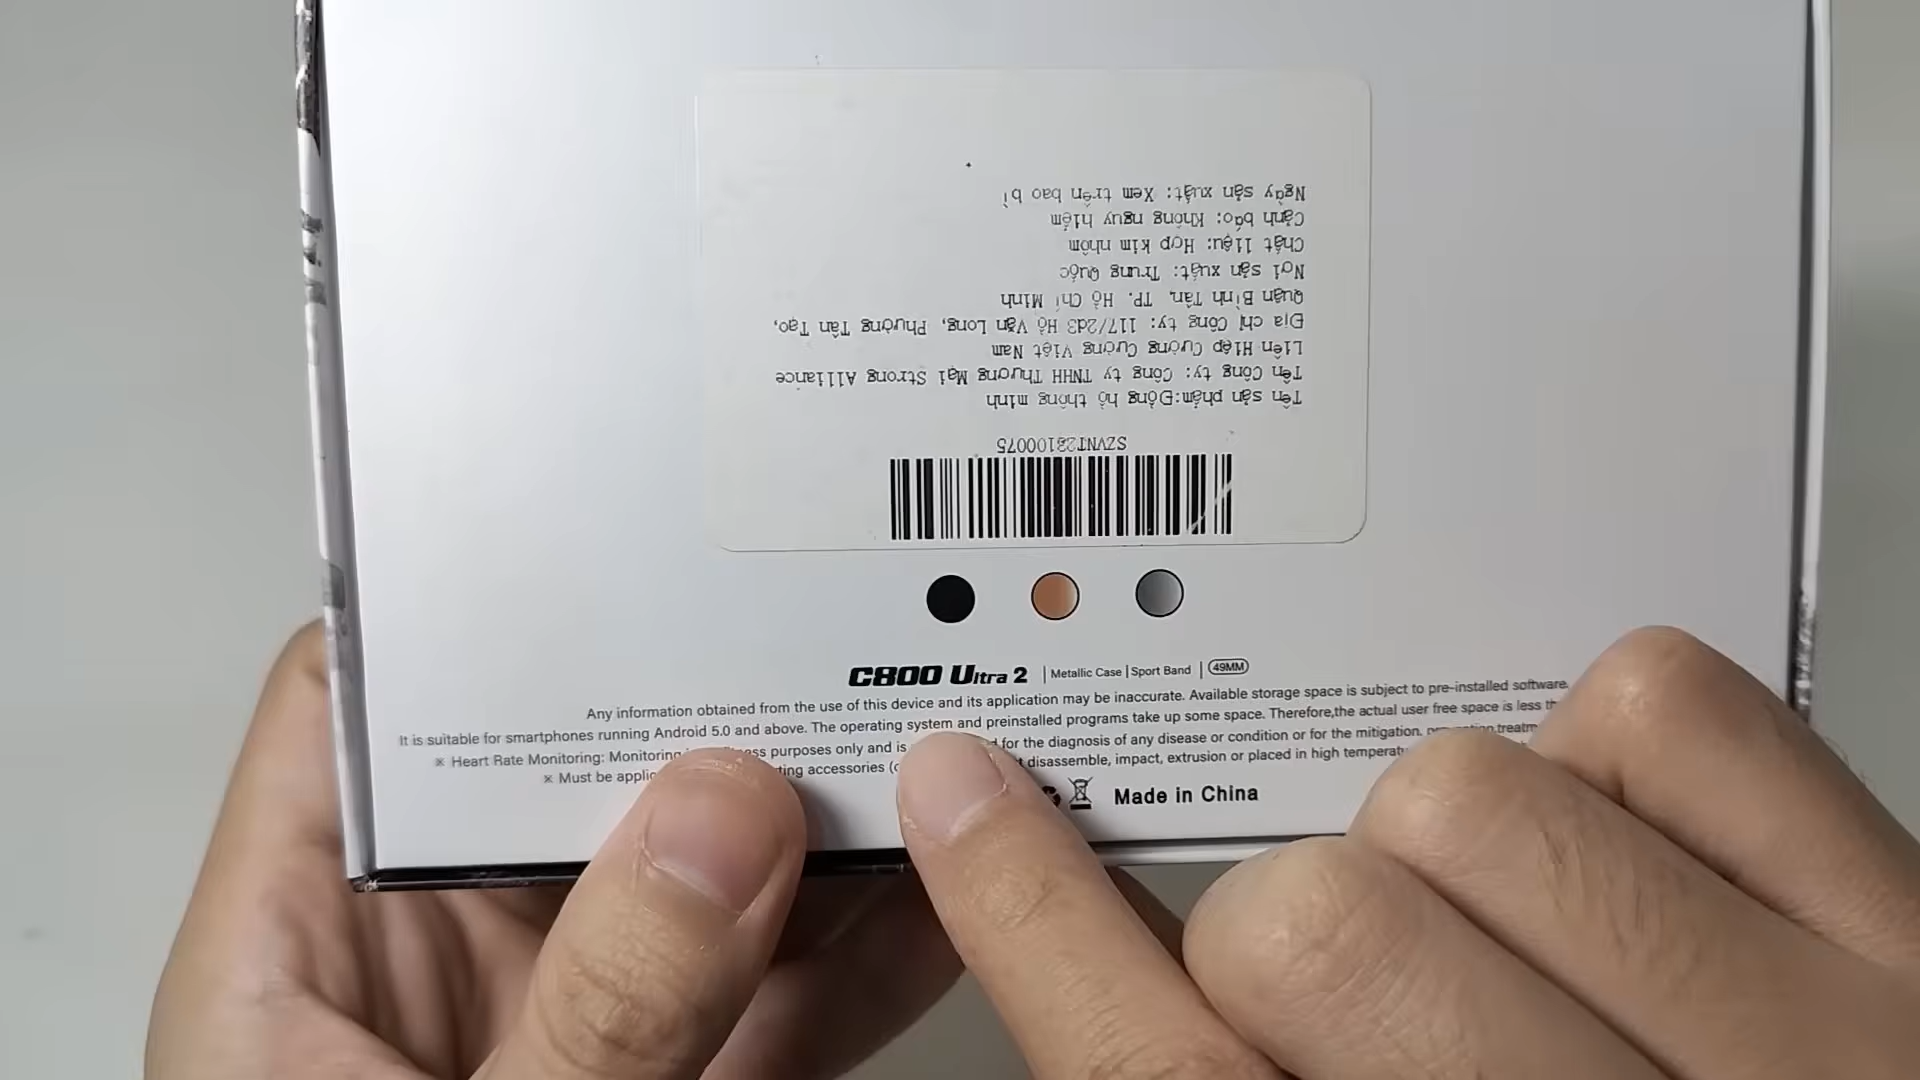 SZVNT23100075
Tên sản phẩm:Đồng hồ thông minh
Tên Công ty: Công ty TNHH Thương Mại Strong Alliance
Liên Hiệp Cường Cường Việt Nam
Địa chỉ Công ty: 117/2d3 Hồ Văn Long, Phường Tân Tạo,
Quận Bình Tân, TP. Hồ Chí Minh
Nơi sản xuất: Trung Quốc
Chất liệu: Hợp kim nhôm
Cảnh báo: Không nguy hiểm
Ngày sản xuất: Xem trên bao bì
C800 Ultra 2 | Metallic Case | Sport Band | 49MM
Any information obtained from the use of this device and its application may be inaccurate. Available storage space is subject to pre-installed software.
It is suitable for smartphones running Android 5.0 and above. The operating system and preinstalled programs take up some space. Therefore,the actual user free space is less
※ Heart Rate Monitoring: Monitoring purposes only and is for the diagnosis of any disease or condition or for the mitigation,
※ Must be accessories disassemble, impact, extrusion or placed in high
Made in China